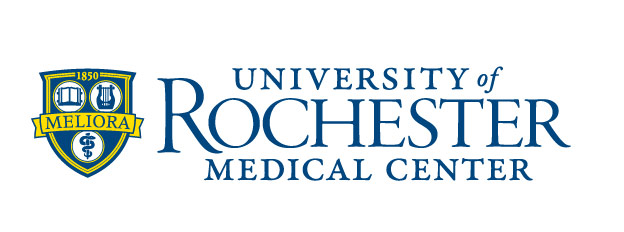 1850
MELIORA
UNIVERSITY of
ROCHESTER
MEDICAL CENTER